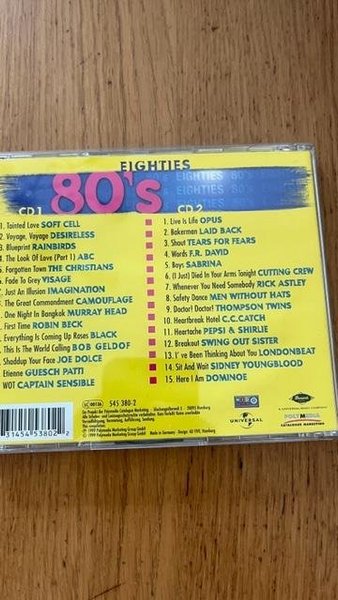 EIGHTIES
80's
EIGHTIES 80'S
CD 1
CD 2
1. Tainted Love SOFT CELL
2. Voyage, Voyage DESIRELESS
3. Blueprint RAINBIRDS
4. The Look Of Love (Part 1) ABC
5. Forgotten Town THE CHRISTIANS
6. Fade To Grey VISAGE
7. Just An Illusion IMAGINATION
8. The Great Commandment CAMOUFLAGE
One Night In Bangkok MURRAY HEAD
First Time ROBIN BECK
Everything Is Coming Up Roses BLACK
This Is The World Calling BOB GELDOF
Shaddup Your Face JOE DOLCE
Etienne GUESCH PATTI
WOT CAPTAIN SENSIBLE
1. Live Is Life OPUS
2. Bakerman LAID BACK
3. Shout TEARS FOR FEARS
4. Words F.R. DAVID
5. Boys SABRINA
6. (I Just) Died In Your Arms Tonight CUTTING CREW
7. Whenever You Need Somebody RICK ASTLEY
8. Safety Dance MEN WITHOUT HATS
9. Doctor! Doctor! THOMPSON TWINS
10. Heartbreak Hotel C.C.CATCH
11. Heartache PEPSI & SHIRLIE
12. Breakout SWING OUT SISTER
13. I' ve Been Thinking About You LONDONBEAT
14. Sit And Wait SIDNEY YOUNGBLOOD
15. Here I Am DOMINOE
545 380-2
31454 53802 2
UNIVERSAL
POLYMEDIA